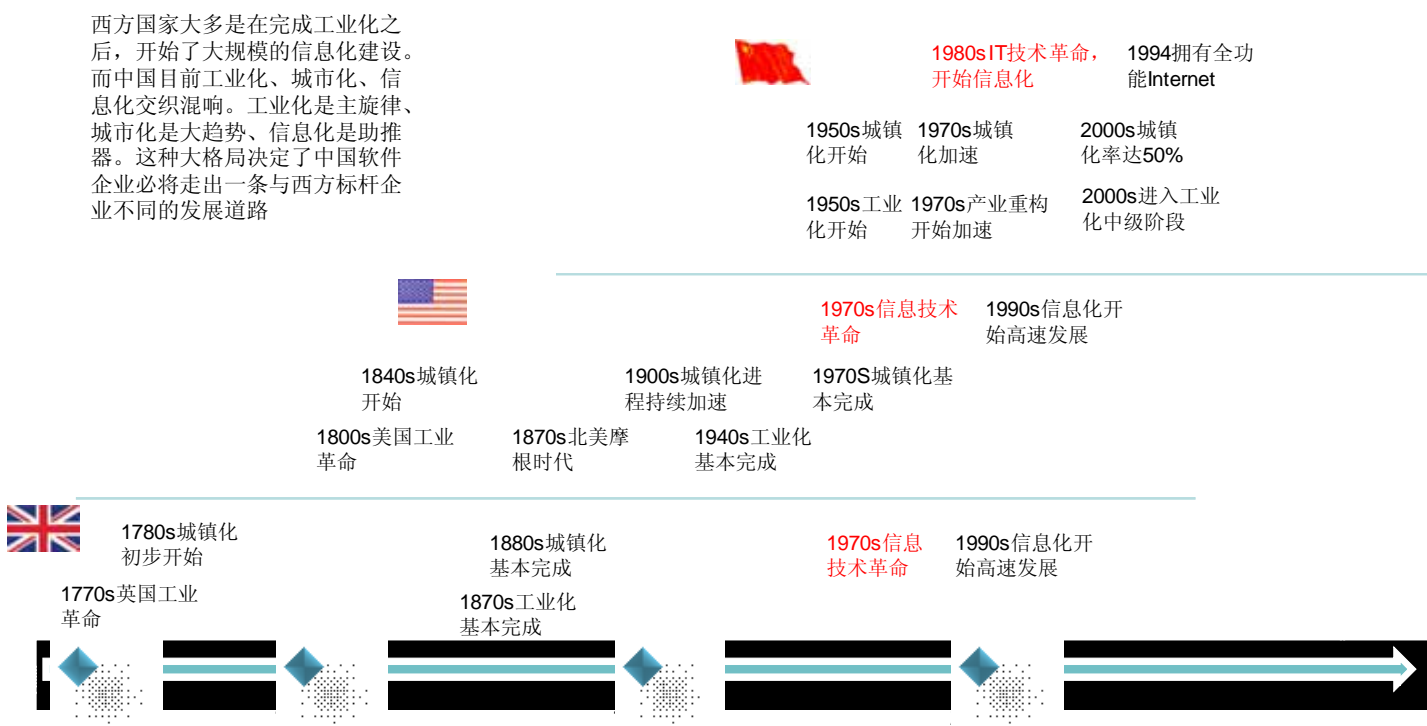 西方国家大多是在完成工业化之
后，开始了大规模的信息化建设。
而中国目前工业化、城市化、信
息化交织混响。工业化是主旋律、
城市化是大趋势、信息化是助推
器。这种大格局决定了中国软件
企业必将走出一条与西方标杆企
业不同的发展道路
1980sIT技术革命，
开始信息化
1994拥有全功
能Internet
1950s城镇
化开始
1970s城镇
化加速
2000s城镇
化率达50%
1950s工业
化开始
1970s产业重构
开始加速
2000s进入工业
化中级阶段
1970s信息技术
革命
1990s信息化开
始高速发展
1840s城镇化
开始
1900s城镇化进
程持续加速
1970S城镇化基
本完成
1800s美国工业
革命
1870s北美摩
根时代
1940s工业化
基本完成
1780s城镇化
初步开始
1880s城镇化
基本完成
1970s信息
技术革命
1990s信息化开
始高速发展
1770s英国工业
革命
1870s工业化
基本完成